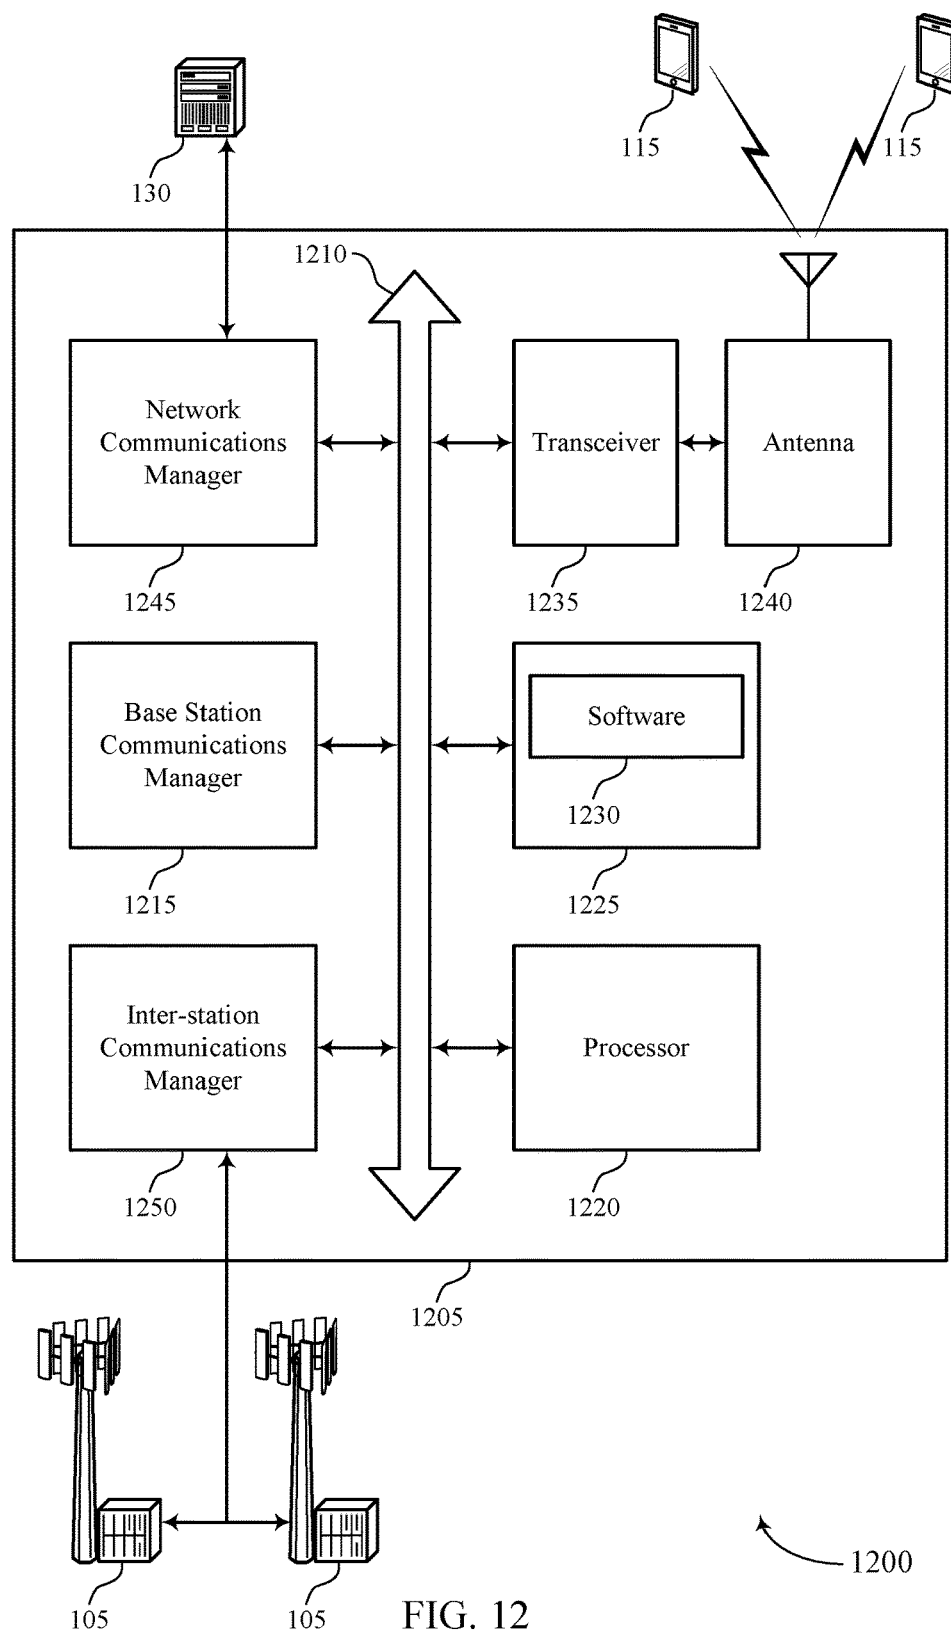 115
115
130
1210
Network
Communications
Manager
Transceiver
Antenna
1245
1235
1240
Base Station
Communications
Manager
Software
1230
1215
1225
Inter-station
Communications
Manager
Processor
1250
1220
1205
105
105
1200
FIG. 12